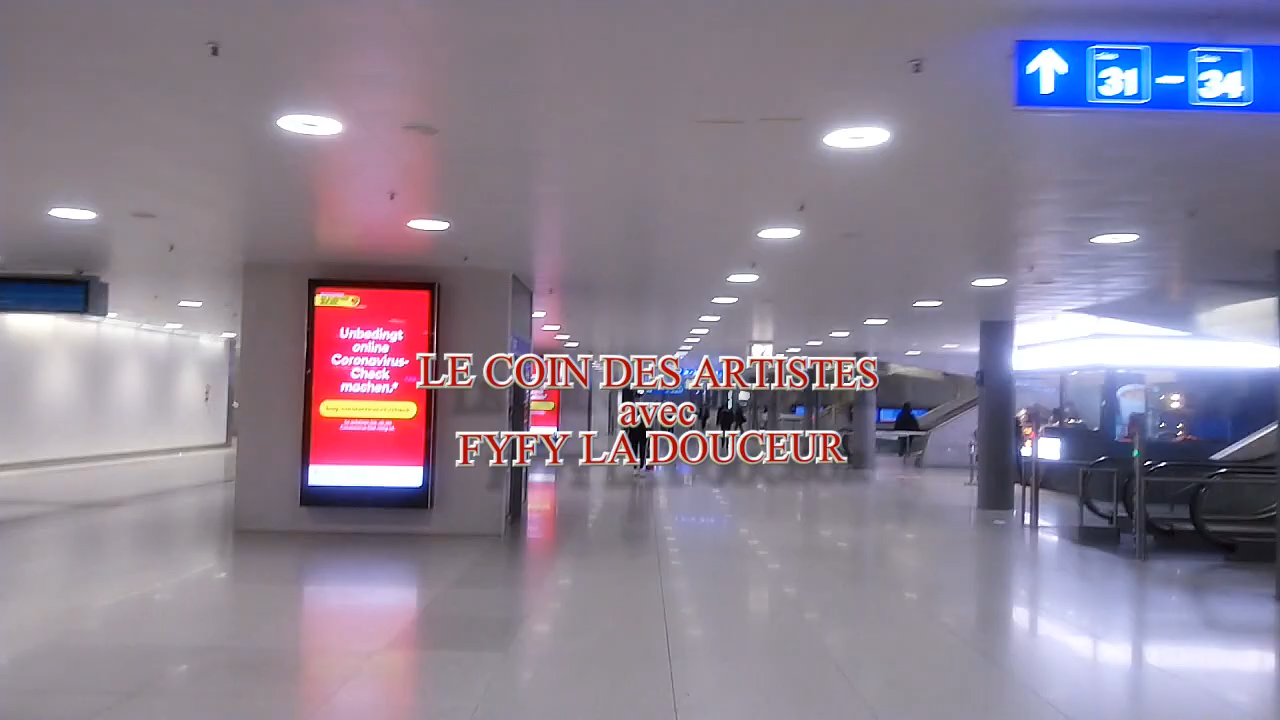 31 – 34
Unbedingt
online
Coronavirus-
Check
machen.*
LE COIN DES ARTISTES
avec
FYFY LA DOUCEUR